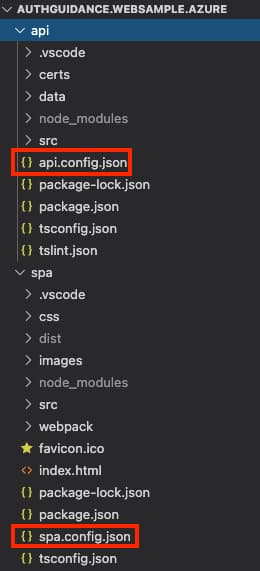 AUTHGUIDANCE.WEBSAMPLE.AZURE
api
.vscode
certs
data
node_modules
src
{} api.config.json
{} package-lock.json
{} package.json
{} tsconfig.json
{} tslint.json
spa
.vscode
css
dist
images
node_modules
src
webpack
favicon.ico
<> index.html
{} package-lock.json
{} package.json
{} spa.config.json
{} tsconfig.json